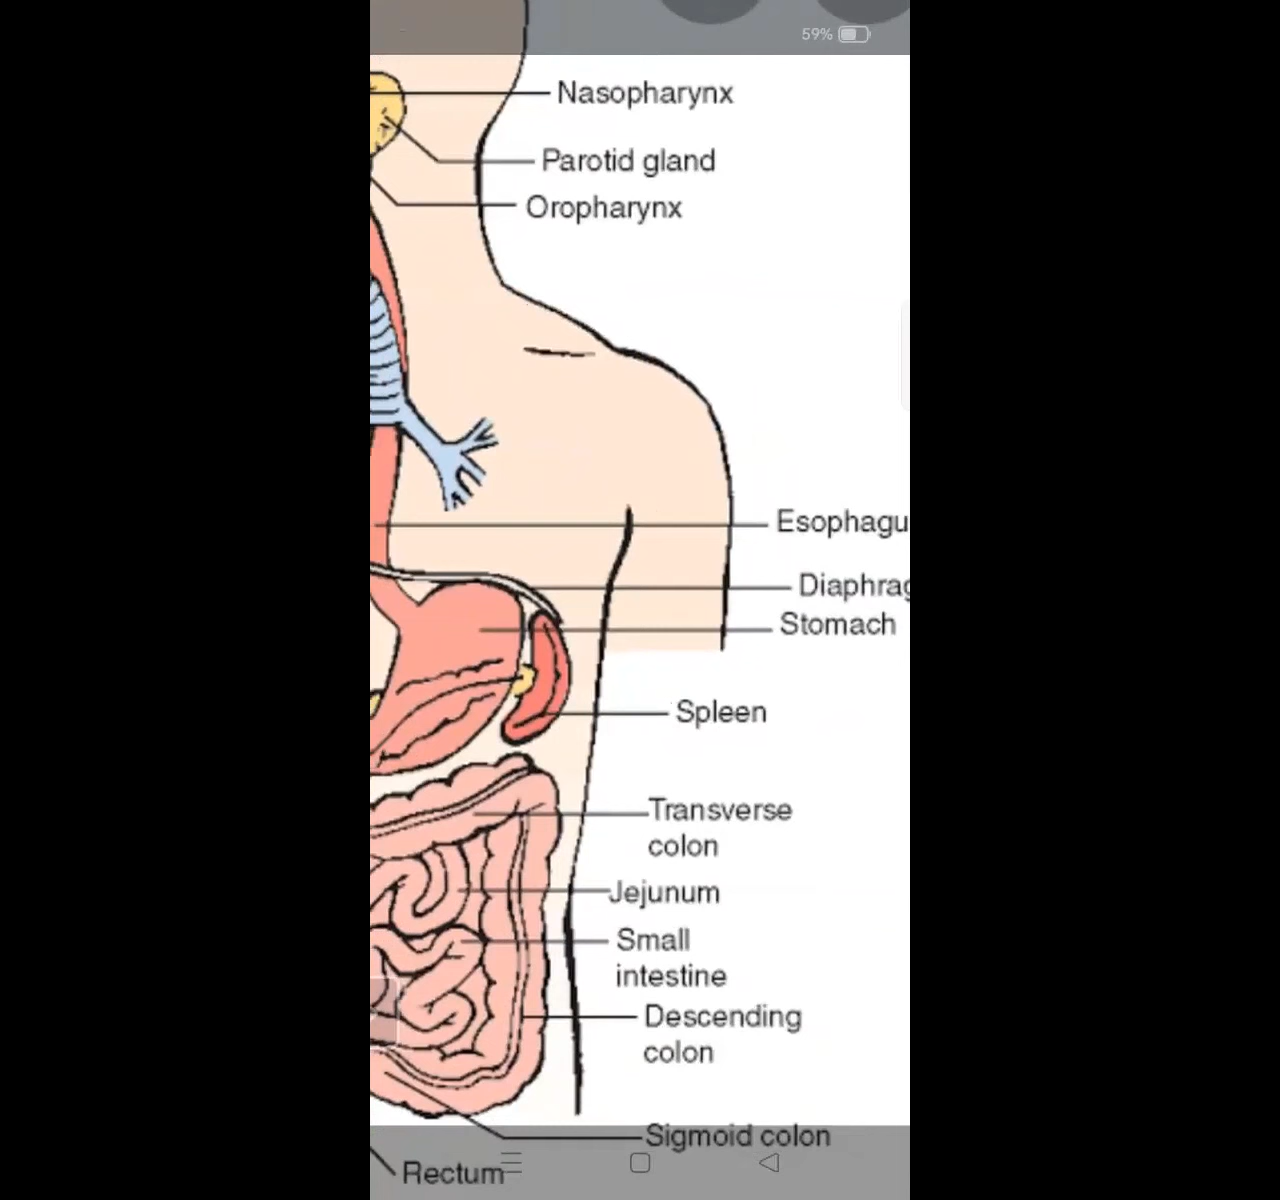 59%
Nasopharynx
Parotid gland
Oropharynx
Esophagu
Diaphrag
Stomach
Spleen
Transverse
colon
Jejunum
Small
intestine
Descending
colon
Sigmoid colon
Rectum